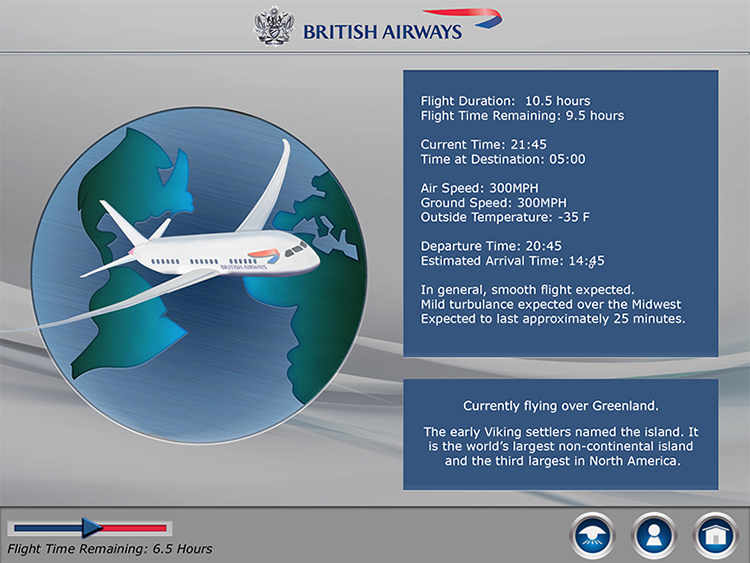 BRITISH AIRWAYS
Flight Duration: 10.5 hours
Flight Time Remaining: 9.5 hours
Current Time: 21:45
Time at Destination: 05:00
Air Speed: 300MPH
Ground Speed: 300MPH
Outside Temperature: -35 F
Departure Time: 20:45
Estimated Arrival Time: 14:45
In general, smooth flight expected.
Mild turbulance expected over the Midwest
Expected to last approximately 25 minutes.
BRITISH AIRWAYS
Currently flying over Greenland.
The early Viking settlers named the island. It
is the world's largest non-continental island
and the third largest in North America.
Flight Time Remaining: 6.5 Hours